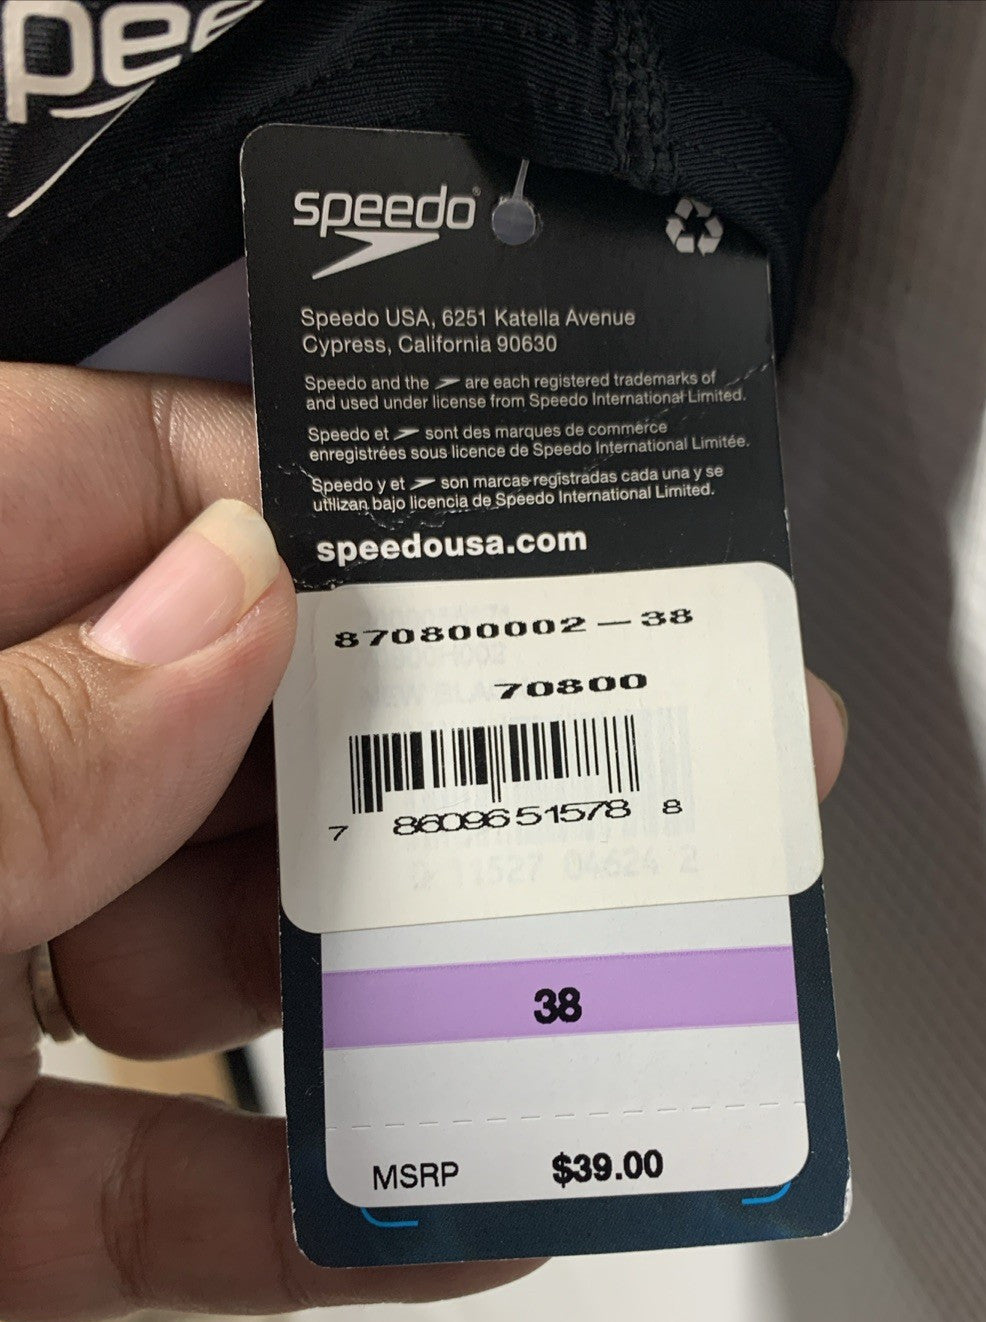 pee
speedo®
Speedo USA, 6251 Katella Avenue
Cypress, California 90630
Speedo and the are each registered trademarks of
and used under license from Speedo International Limited.
Speedo et sont des marques de commerce
enregistrées sous licence de Speedo International Limitée.
Speedo y et son marcas registradas cada una y se
utilizan bajo licencia de Speedo International Limited.
speedousa.com
870800002-38
70800
7 86096 51578 8
38
MSRP $39.00